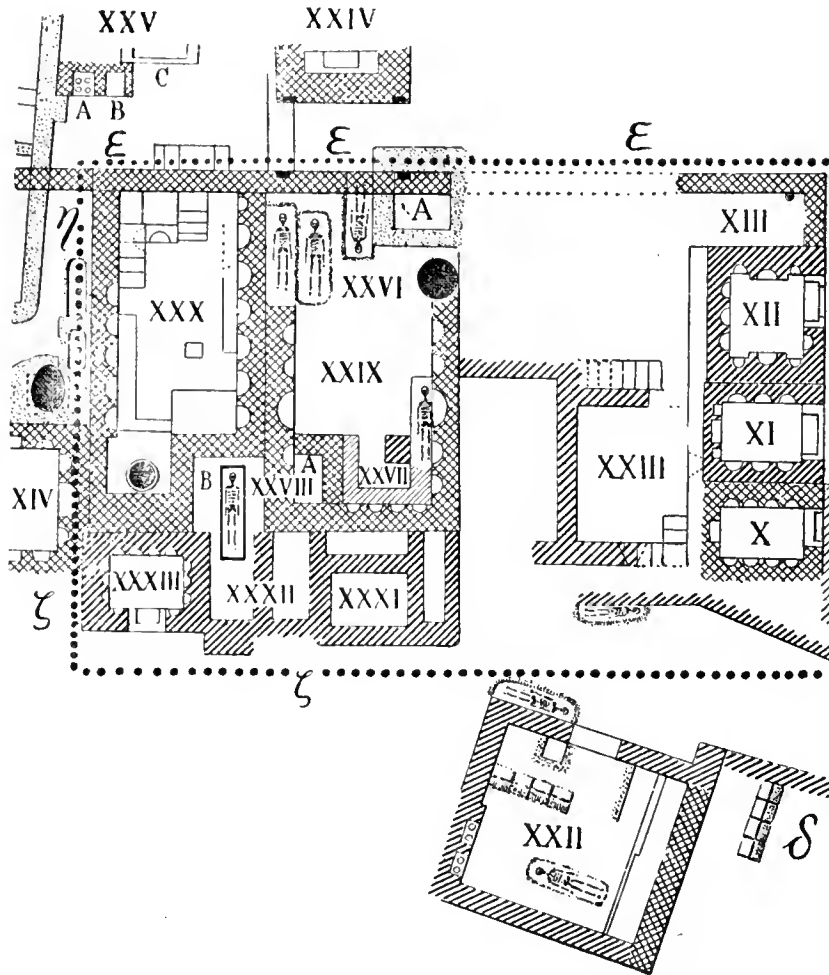 XXV
XXIV
C
A
B
ε
ε
ε
η
A
XIII
XXVI
XII
XXX
XXIX
XI
XXIII
A
XXVII
B
XXVIII
XIV
X
XXXIII
XXXII
XXXI
ζ
ζ
XXII
δ